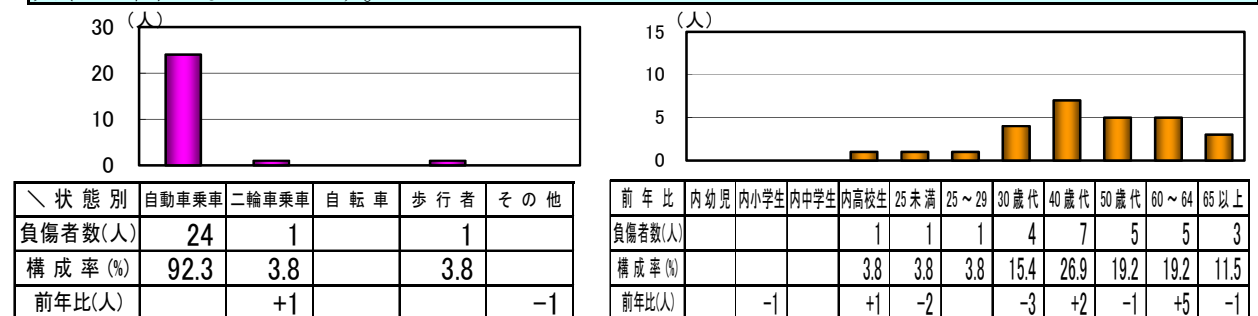 (人)
30
20
10
0
＼ 状 態 別 自動車乗車 二輪車乗車 自 転 車 歩 行 者 そ の 他
負傷者数(人) 24 1 1
構 成 率 (%) 92.3 3.8 3.8
前年比(人) +1 −1
(人)
15
10
5
0
前 年 比 内幼児 内小学生 内中学生 内高校生 25未満 25～29 30歳代 40歳代 50歳代 60～64 65以上
負傷者数(人) 1 1 1 4 7 5 5 3
構 成 率 (%) 3.8 3.8 3.8 15.4 26.9 19.2 19.2 11.5
前年比(人) −1 +1 −2 −3 +2 −1 +5 −1